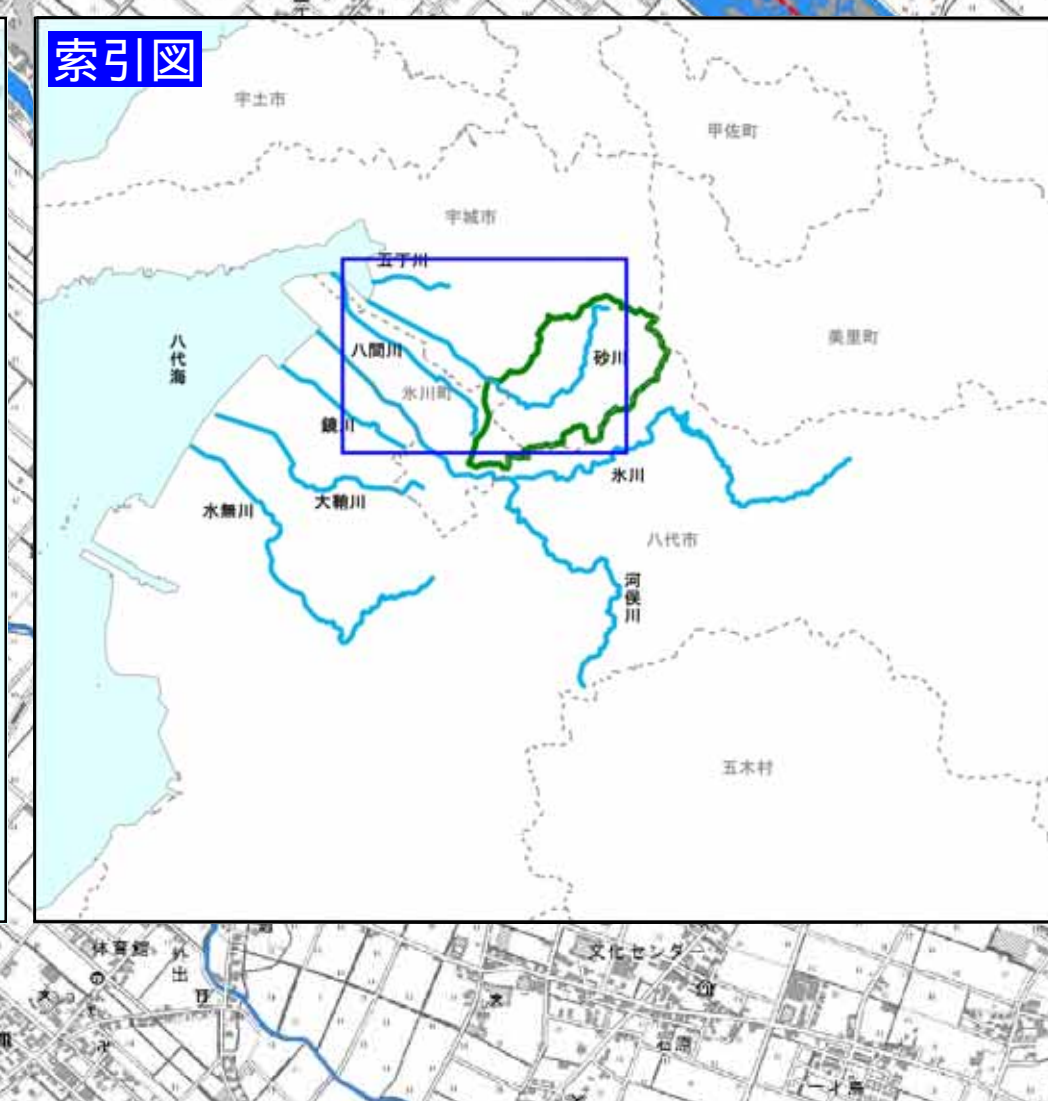 索引図
宇土市
甲佐町
宇城市
五丁川
八代海
八間川
砂川
美里町
氷川町
鏡川
氷川
水無川
大鞘川
八代市
河俣川
五木村
体育館
文化センター